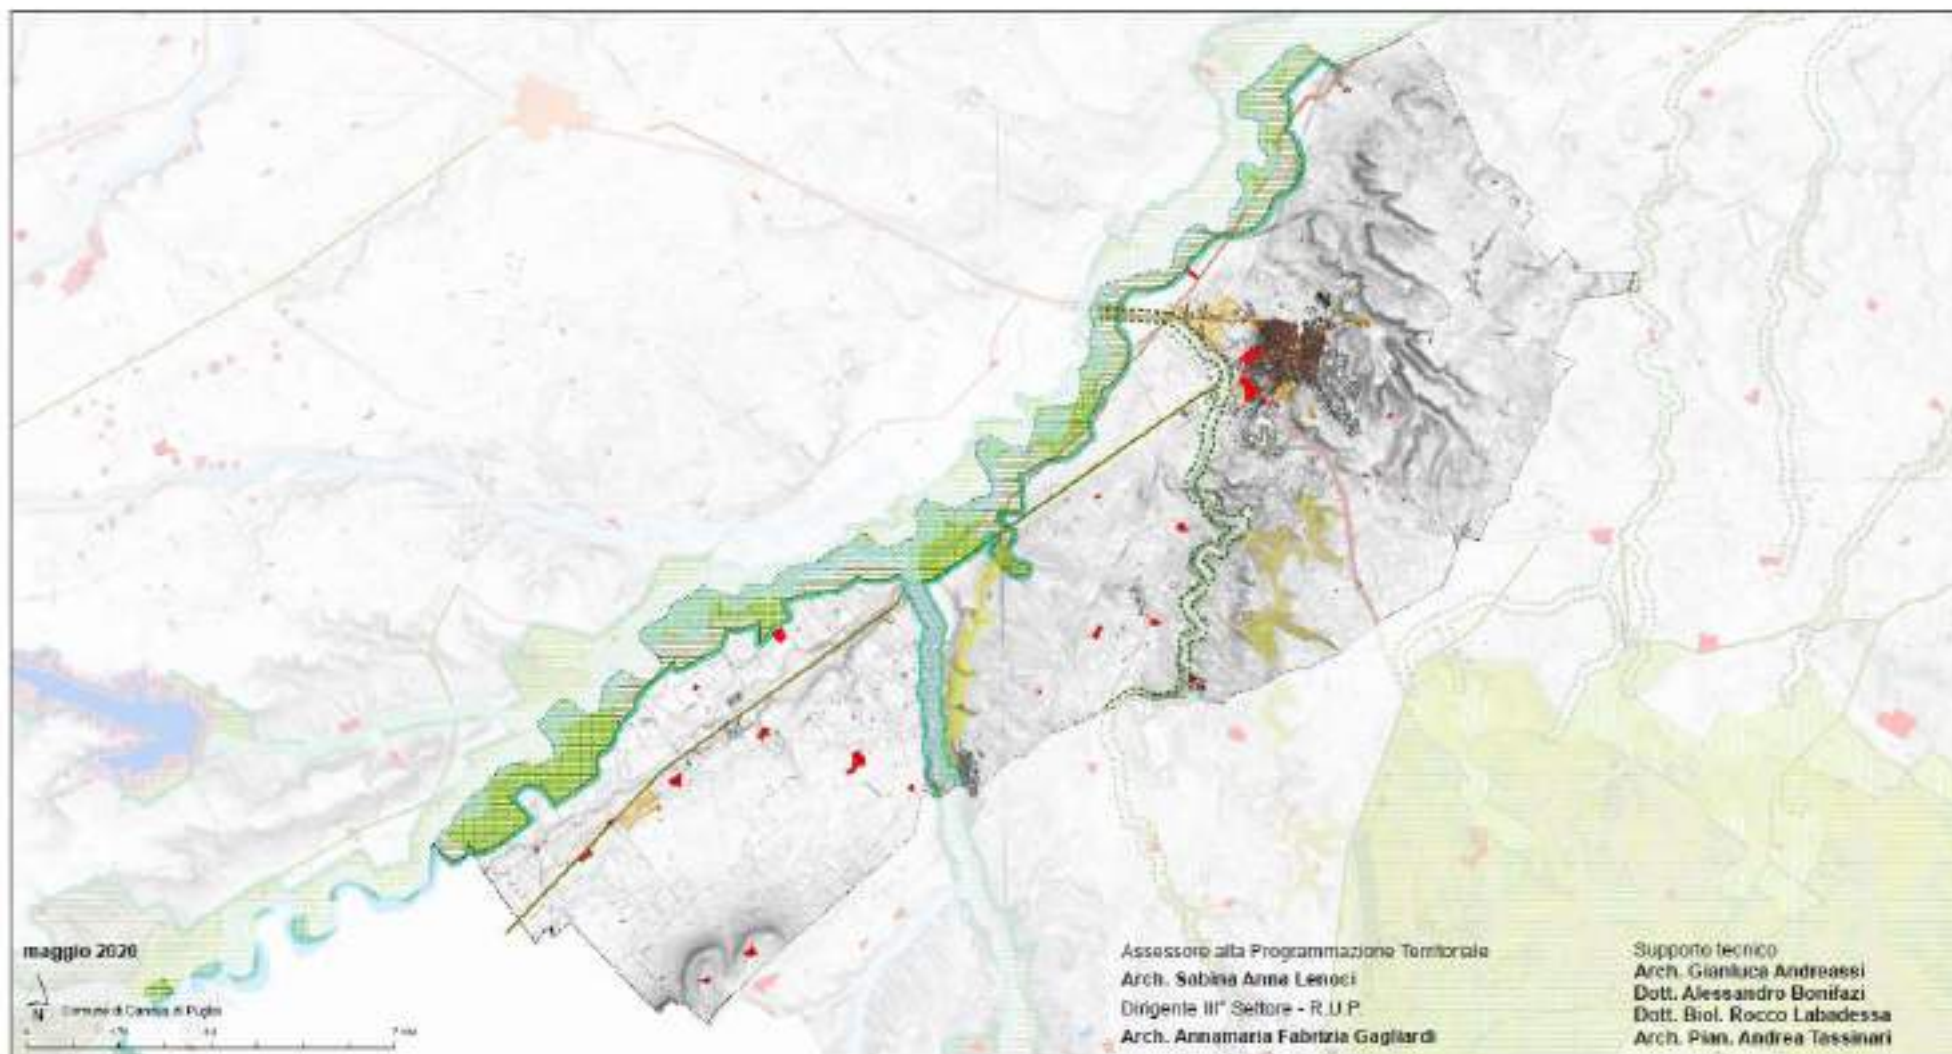 maggio 2020
N
Comune di Canosa di Puglia
Assessore alla Programmazione Territoriale
Arch. Sabina Anna Lenoci
Dirigente III° Settore - R.U.P.
Arch. Annamaria Fabrizia Gagliardi
Supporto tecnico
Arch. Gianluca Andreassi
Dott. Alessandro Bonifazi
Dott. Biol. Rocco Labadessa
Arch. Pian. Andrea Tassinari